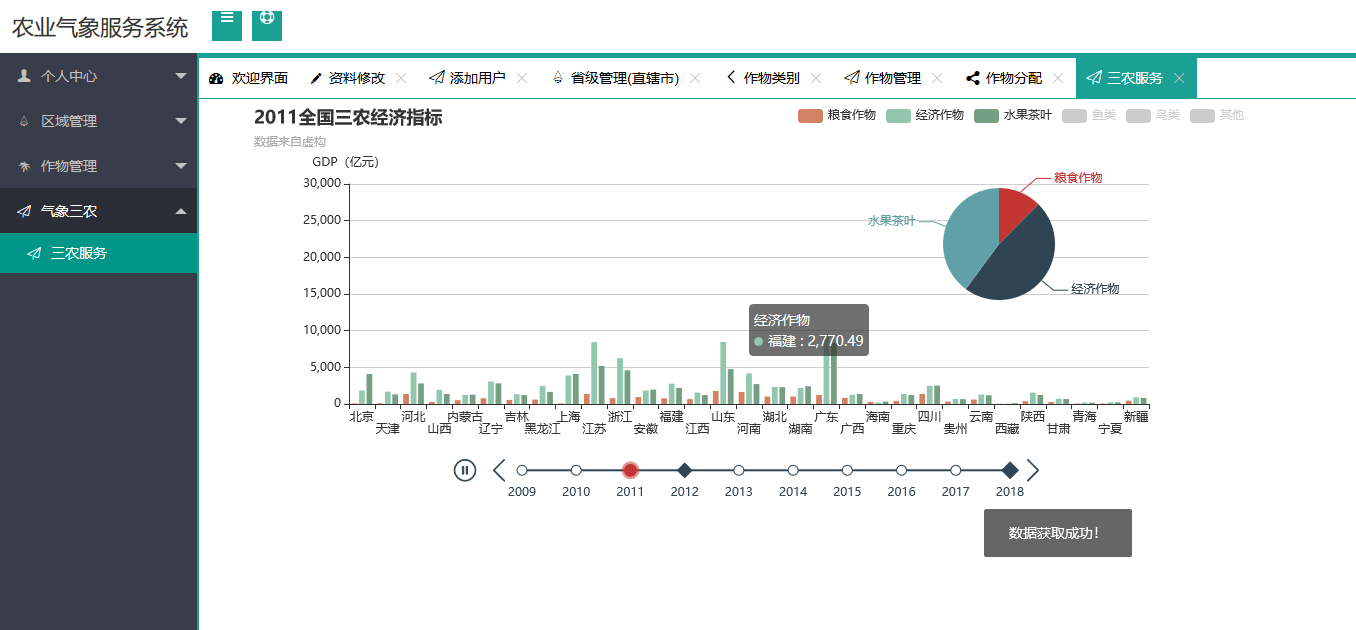 农业气象服务系统
个人中心
区域管理
作物管理
气象三农
三农服务
欢迎界面 资料修改 添加用户 省级管理(直辖市) 作物类别 作物管理 作物分配 三农服务
2011全国三农经济指标
数据来自虚构
粮食作物 经济作物 水果茶叶 鱼类 鸟类 其他
GDP（亿元）
30,000
25,000
20,000
15,000
10,000
5,000
0
粮食作物
水果茶叶
经济作物
经济作物
福建 : 2,770.49
北京 河北 内蒙古 吉林 上海 浙江 福建 山东 湖北 广东 海南 四川 云南 陕西 青海 新疆
天津 山西 辽宁 黑龙江 江苏 安徽 江西 河南 湖南 广西 重庆 贵州 西藏 甘肃 宁夏
2009 2010 2011 2012 2013 2014 2015 2016 2017 2018
数据获取成功！